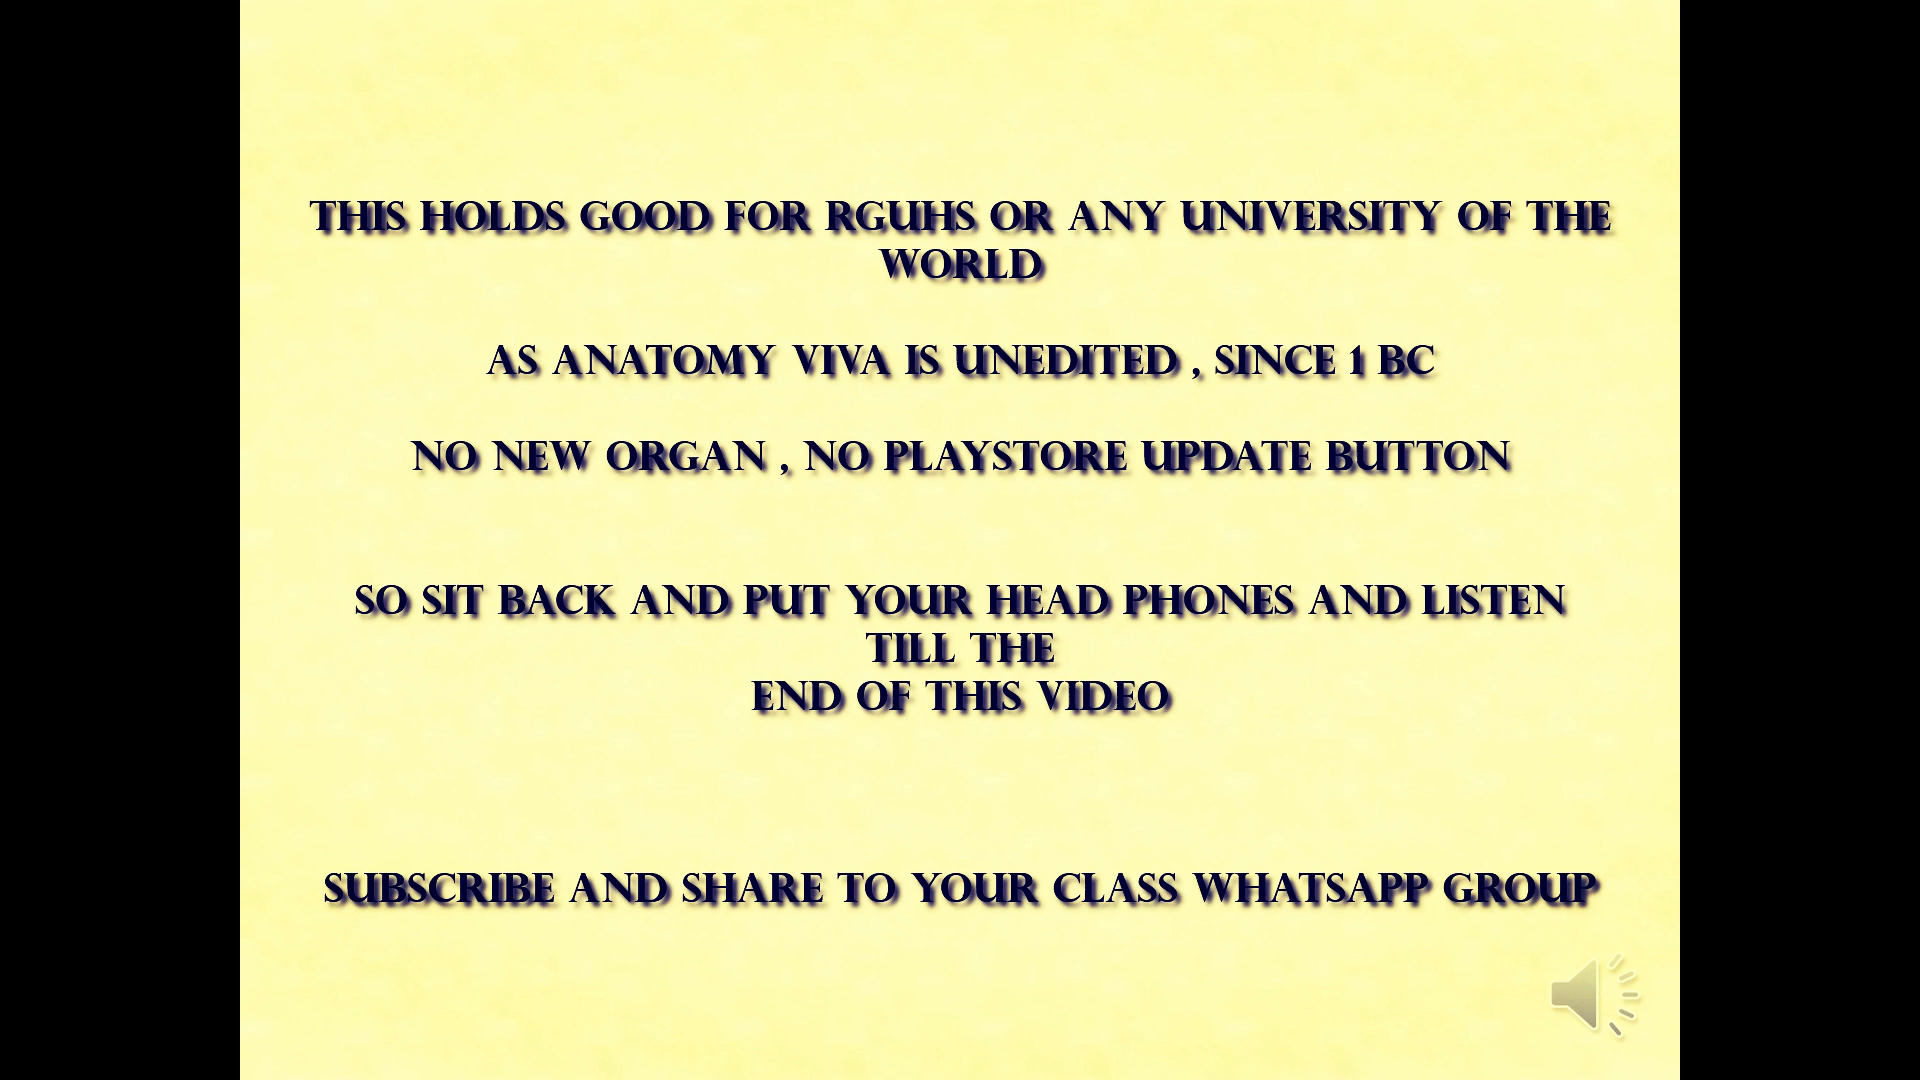 THIS HOLDS GOOD FOR RGUHS OR ANY UNIVERSITY OF THE
WORLD
AS ANATOMY VIVA IS UNEDITED , SINCE 1 BC
NO NEW ORGAN , NO PLAYSTORE UPDATE BUTTON
SO SIT BACK AND PUT YOUR HEAD PHONES AND LISTEN
TILL THE
END OF THIS VIDEO
SUBSCRIBE AND SHARE TO YOUR CLASS WHATSAPP GROUP